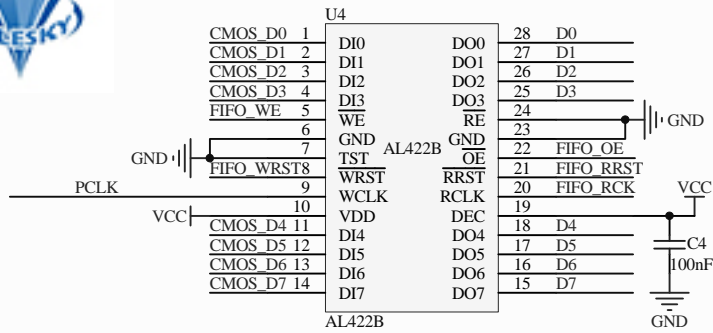 LESKY
U4
CMOS_D0 1 DI0 DO0 28 D0
CMOS_D1 2 DI1 DO1 27 D1
CMOS_D2 3 DI2 DO2 26 D2
CMOS_D3 4 DI3 DO3 25 D3
FIFO_WE 5 WE RE 24
GND
6 GND GND 23
AL422B
GND 7 TST OE 22 FIFO_OE
FIFO_WRST 8 WRST RRST 21 FIFO_RRST
PCLK 9 WCLK RCLK 20 FIFO_RCK
VCC
VCC 10 VDD DEC 19
CMOS_D4 11 DI4 DO4 18 D4
CMOS_D5 12 DI5 DO5 17 D5
C4
CMOS_D6 13 DI6 DO6 16 D6
100nF
CMOS_D7 14 DI7 DO7 15 D7
AL422B
GND